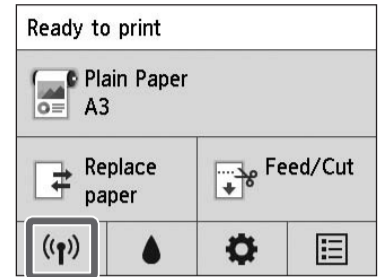 Ready to print
Plain Paper
A3
Replace
paper
Feed/Cut